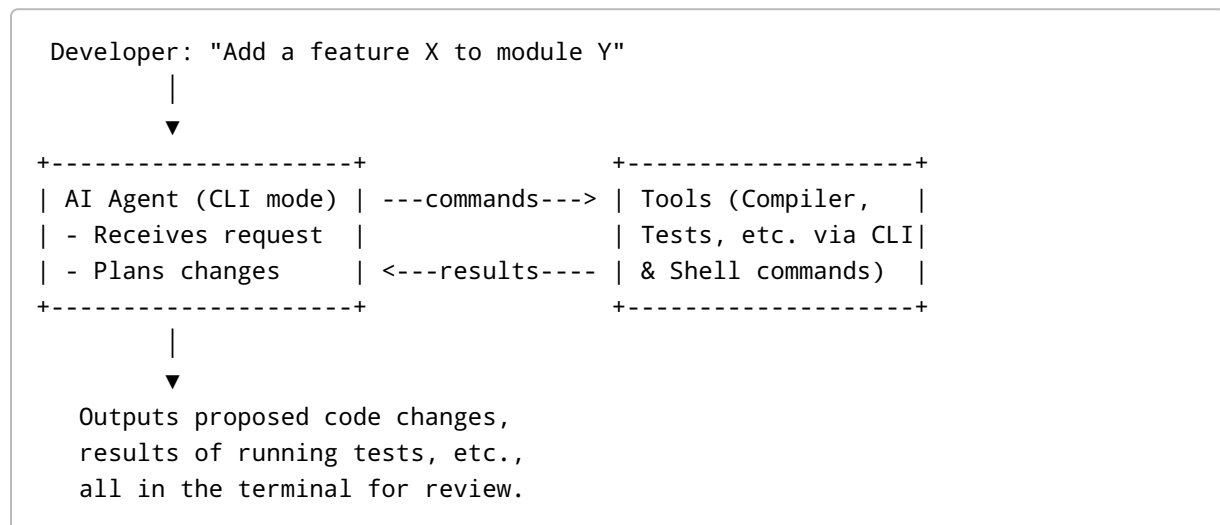 Developer: "Add a feature X to module Y"
│
▼
+---------------------+ +--------------------+
| AI Agent (CLI mode) | ---commands---> | Tools (Compiler, |
| - Receives request | | Tests, etc. via CLI|
| - Plans changes | <---results---- | & Shell commands) |
+---------------------+ +--------------------+
│
▼
Outputs proposed code changes,
results of running tests, etc.,
all in the terminal for review.